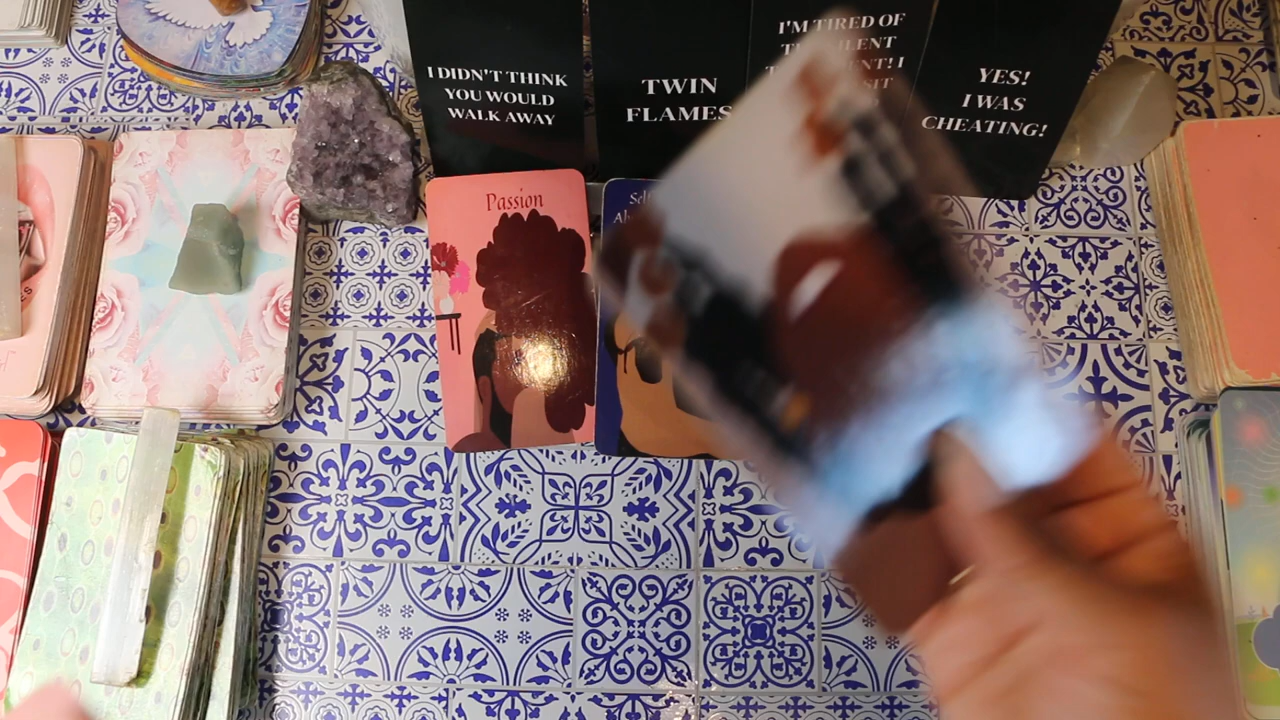 I DIDN'T THINK
YOU WOULD
WALK AWAY
TWIN
FLAMES
I'M TIRED OF
YES!
I WAS
CHEATING!
Passion